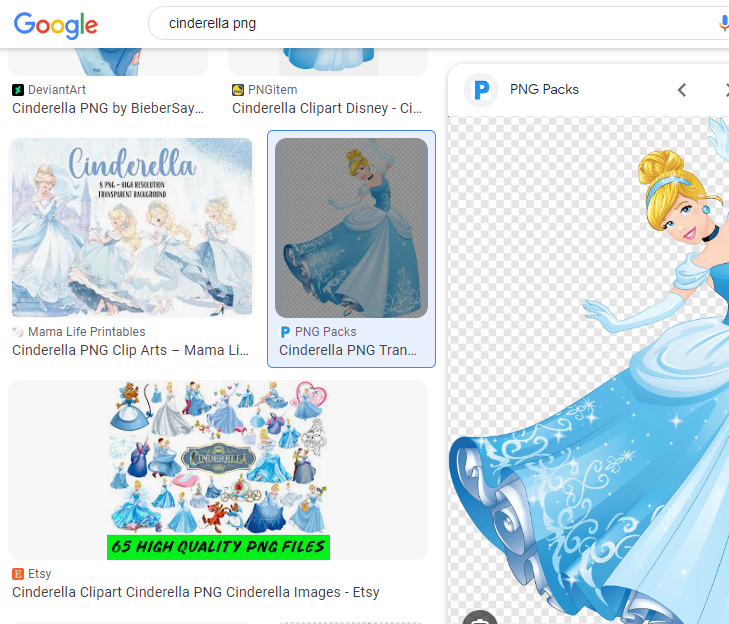 Google
cinderella png
DeviantArt
Cinderella PNG by BieberSay...
PNGitem
Cinderella Clipart Disney - Ci...
Cinderella
8 PNG - HIGH RESOLUTION
TRANSPARENT BACKGROUND
Mama Life Printables
Cinderella PNG Clip Arts – Mama Li...
P PNG Packs
Cinderella PNG Tran...
CINDERELLA
65 HIGH QUALITY PNG FILES
E Etsy
Cinderella Clipart Cinderella PNG Cinderella Images - Etsy
P PNG Packs